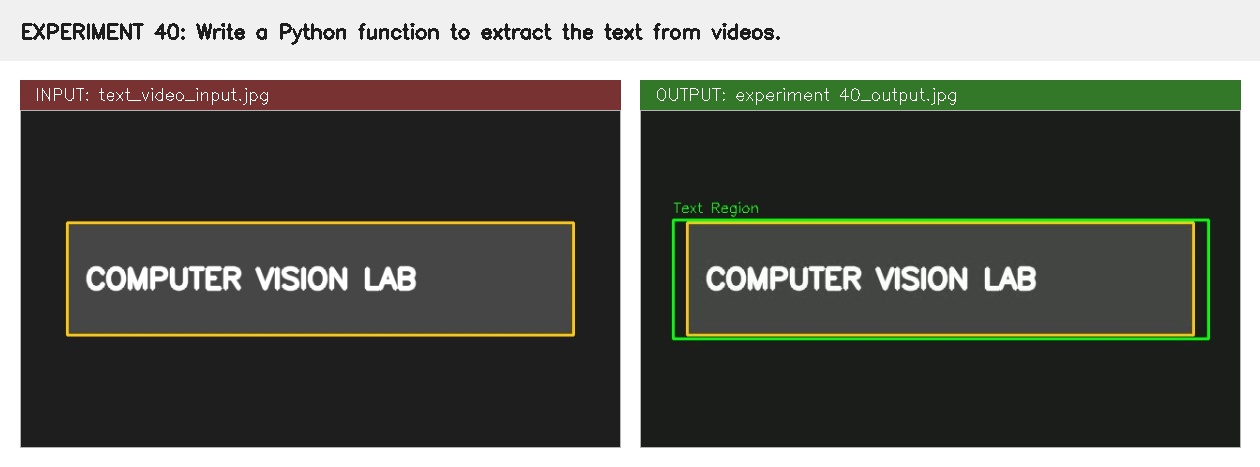 EXPERIMENT 40: Write a Python function to extract the text from videos.
INPUT: text_video_input.jpg
OUTPUT: experiment 40_output.jpg
Text Region
COMPUTER VISION LAB
COMPUTER VISION LAB